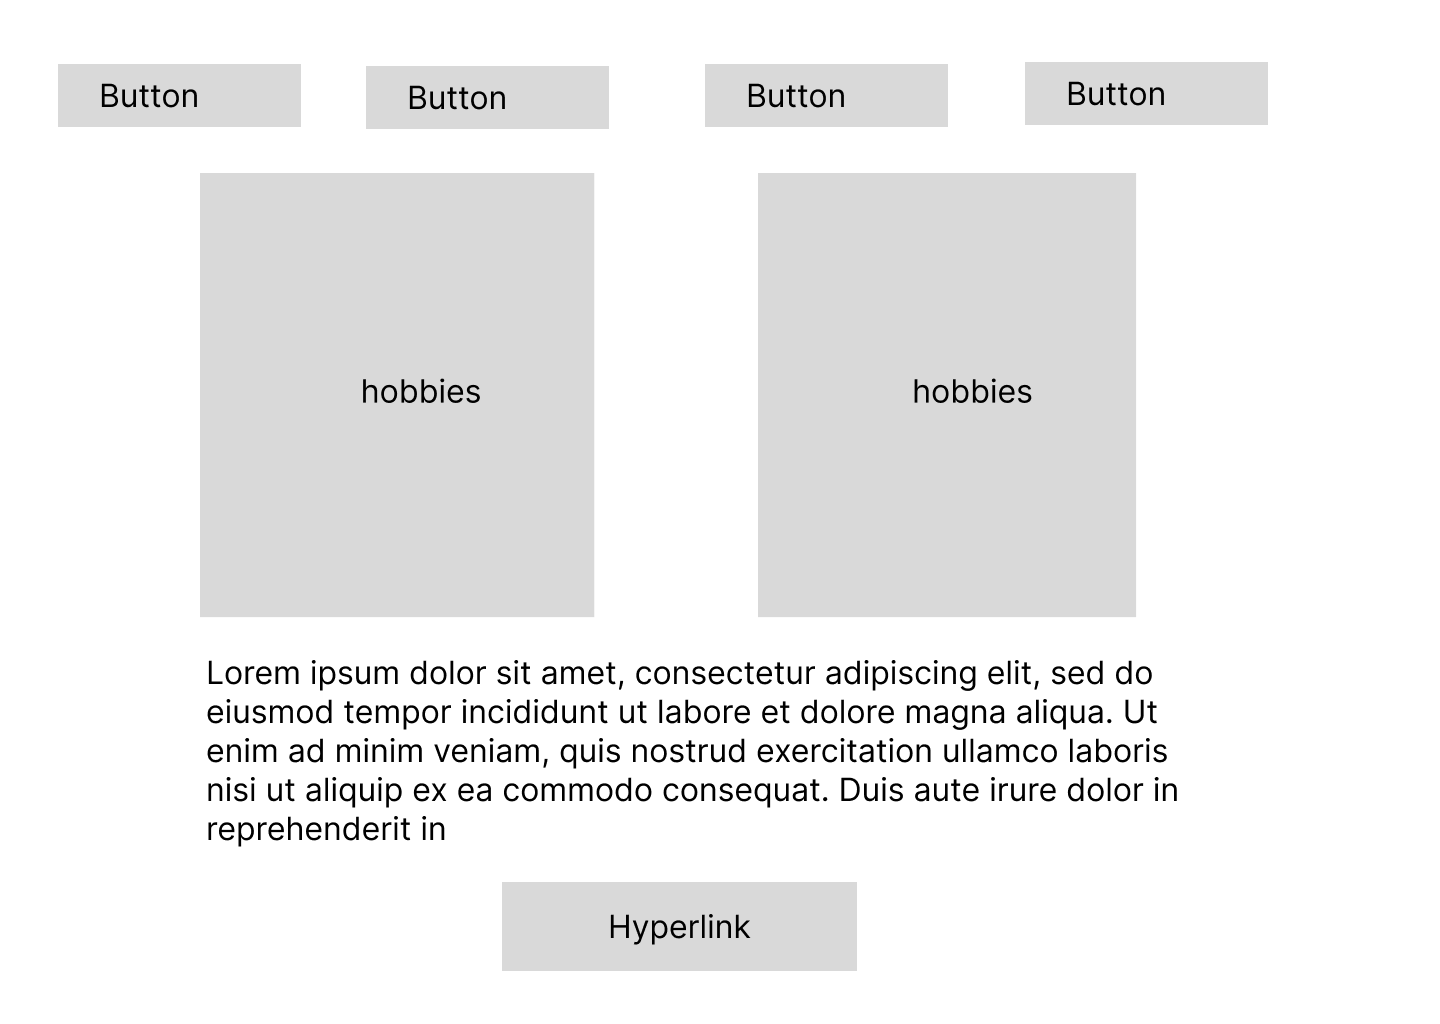 Button
Button
Button
Button
hobbies
hobbies
Lorem ipsum dolor sit amet, consectetur adipiscing elit, sed do
eiusmod tempor incididunt ut labore et dolore magna aliqua. Ut
enim ad minim veniam, quis nostrud exercitation ullamco laboris
nisi ut aliquip ex ea commodo consequat. Duis aute irure dolor in
reprehenderit in
Hyperlink